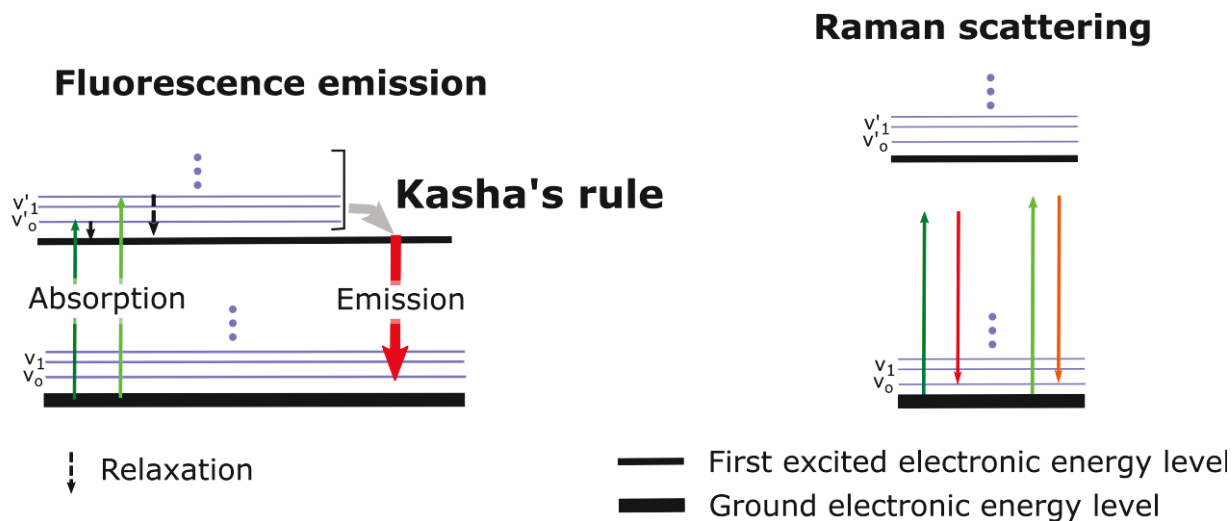 Raman scattering
Fluorescence emission
v'1
v'o
v'1
v'o
Kasha's rule
Absorption
Emission
v1
vo
v1
vo
Relaxation
First excited electronic energy level
Ground electronic energy level